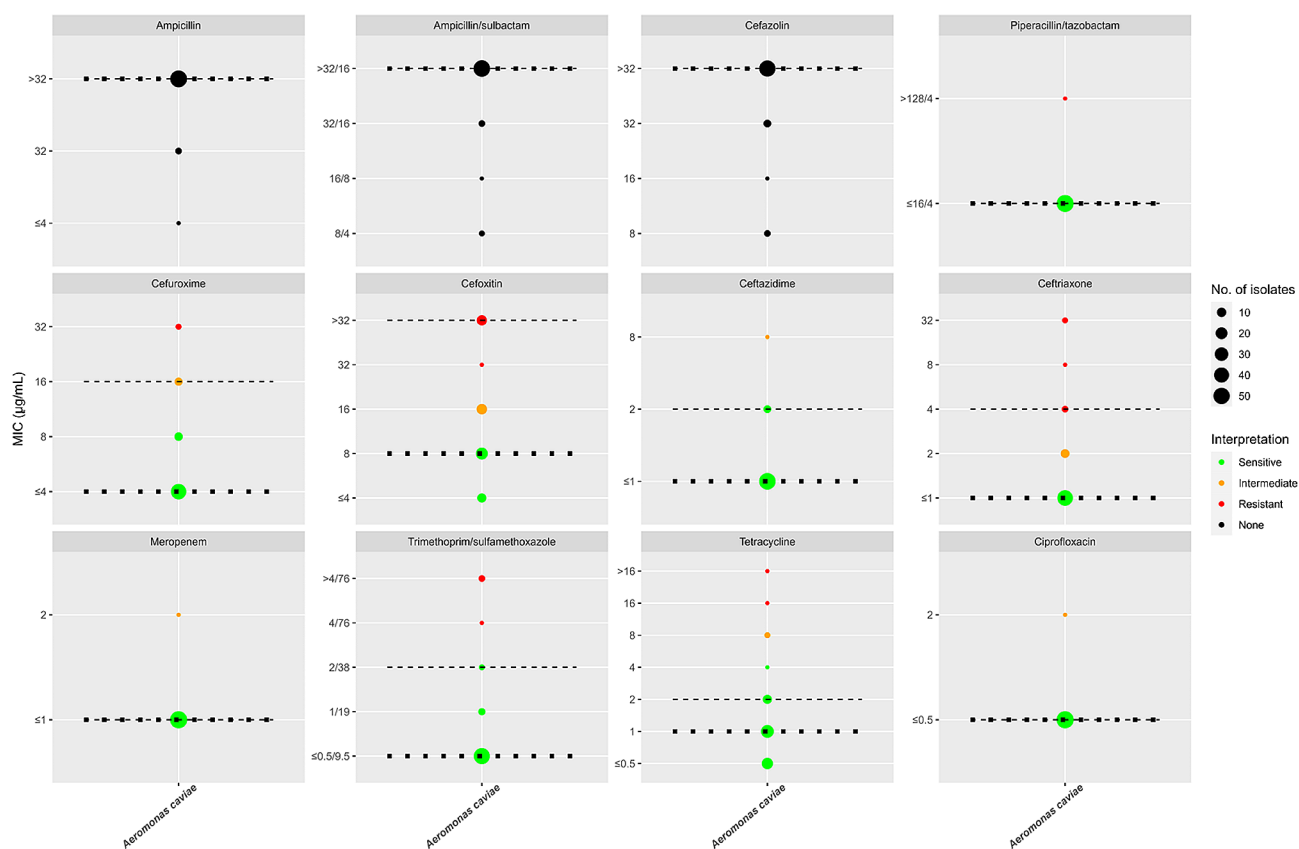 Ampicillin
>32
32
≤4
Ampicillin/sulbactam
>32/16
32/16
16/8
8/4
Cefazolin
>32
32
16
8
Piperacillin/tazobactam
>128/4
≤16/4
MIC (µg/mL)
Cefuroxime
32
16
8
≤4
Cefoxitin
>32
32
16
8
≤4
Ceftazidime
8
2
≤1
Ceftriaxone
32
8
4
2
≤1
Meropenem
2
≤1
Aeromonas caviae
Trimethoprim/sulfamethoxazole
>4/76
4/76
2/38
1/19
≤0.5/9.5
Aeromonas caviae
Tetracycline
>16
16
8
4
2
1
≤0.5
Aeromonas caviae
Ciprofloxacin
2
≤0.5
Aeromonas caviae
No. of isolates
10
20
30
40
50
Interpretation
Sensitive
Intermediate
Resistant
None